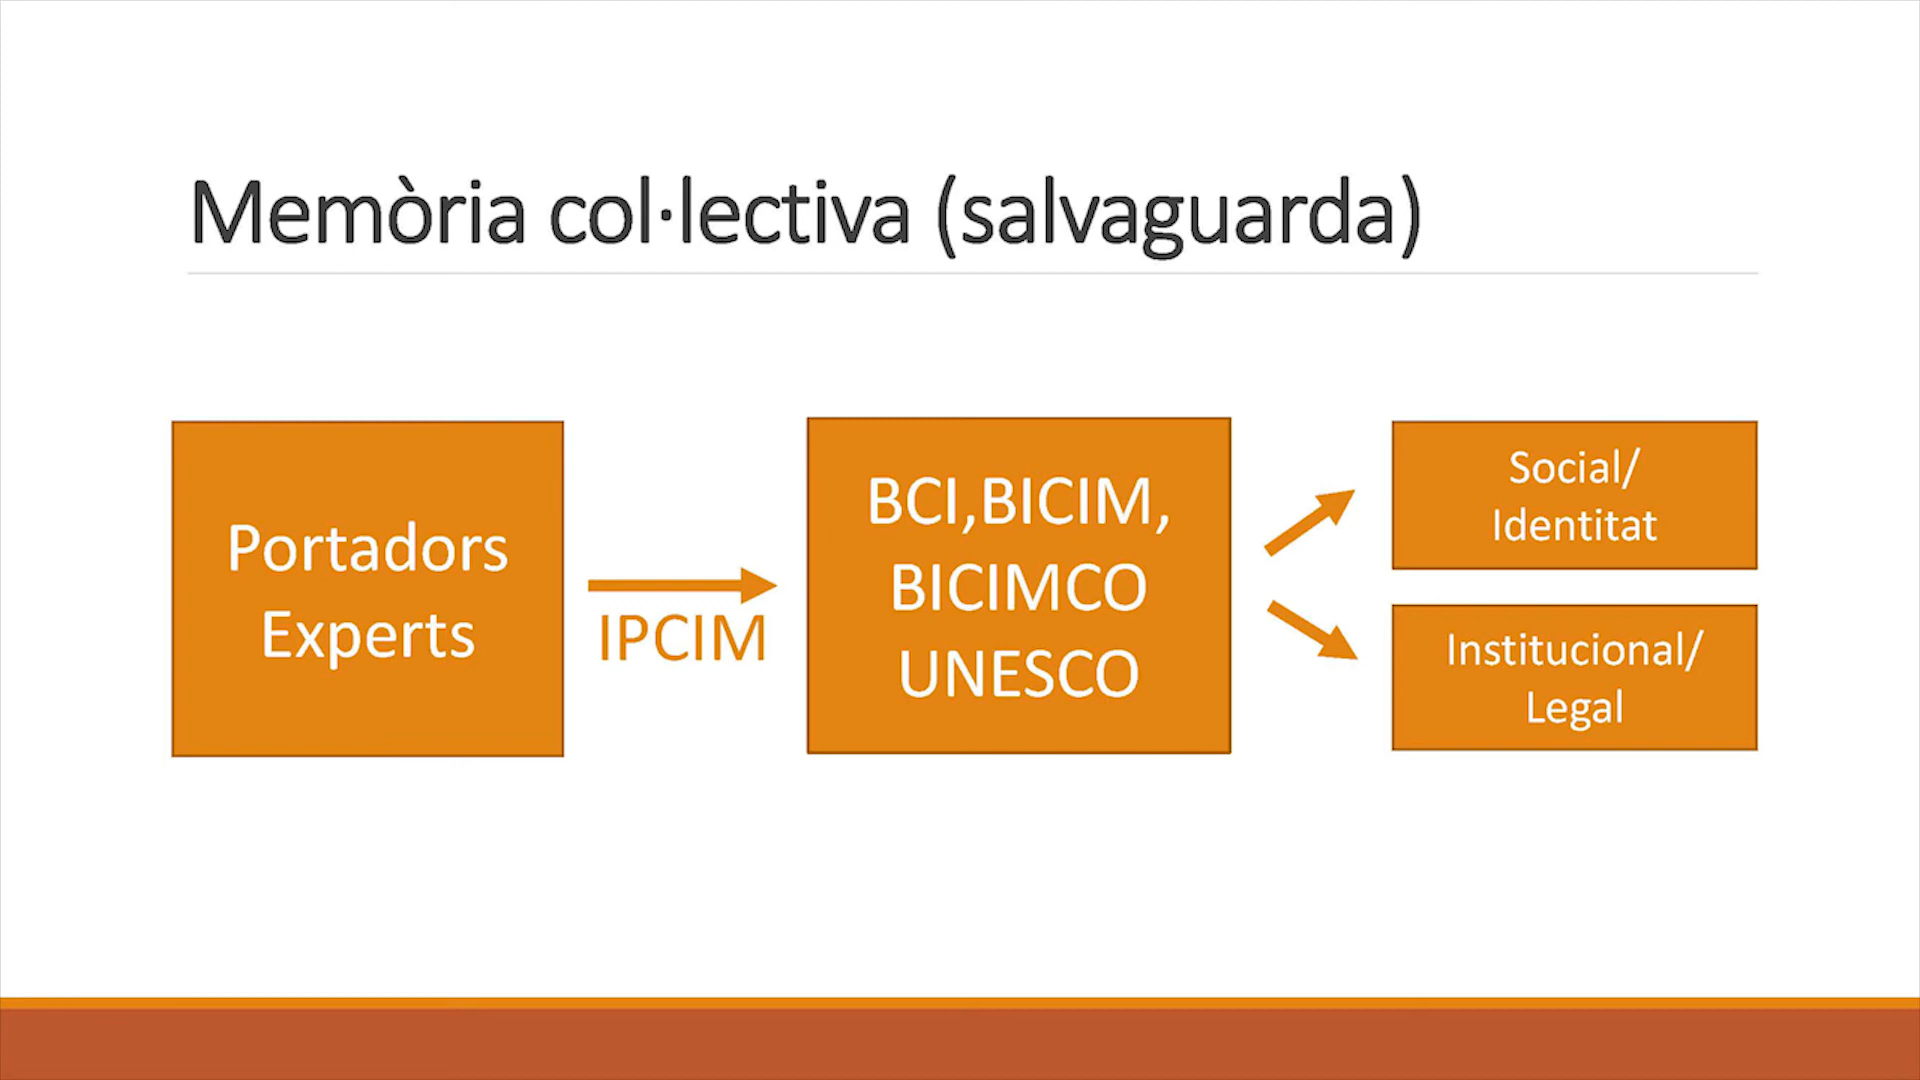 Memòria col·lectiva (salvaguarda)
Portadors
Experts
IPCIM
BCI,BICIM,
BICIMCO
UNESCO
Social/
Identitat
Institucional/
Legal